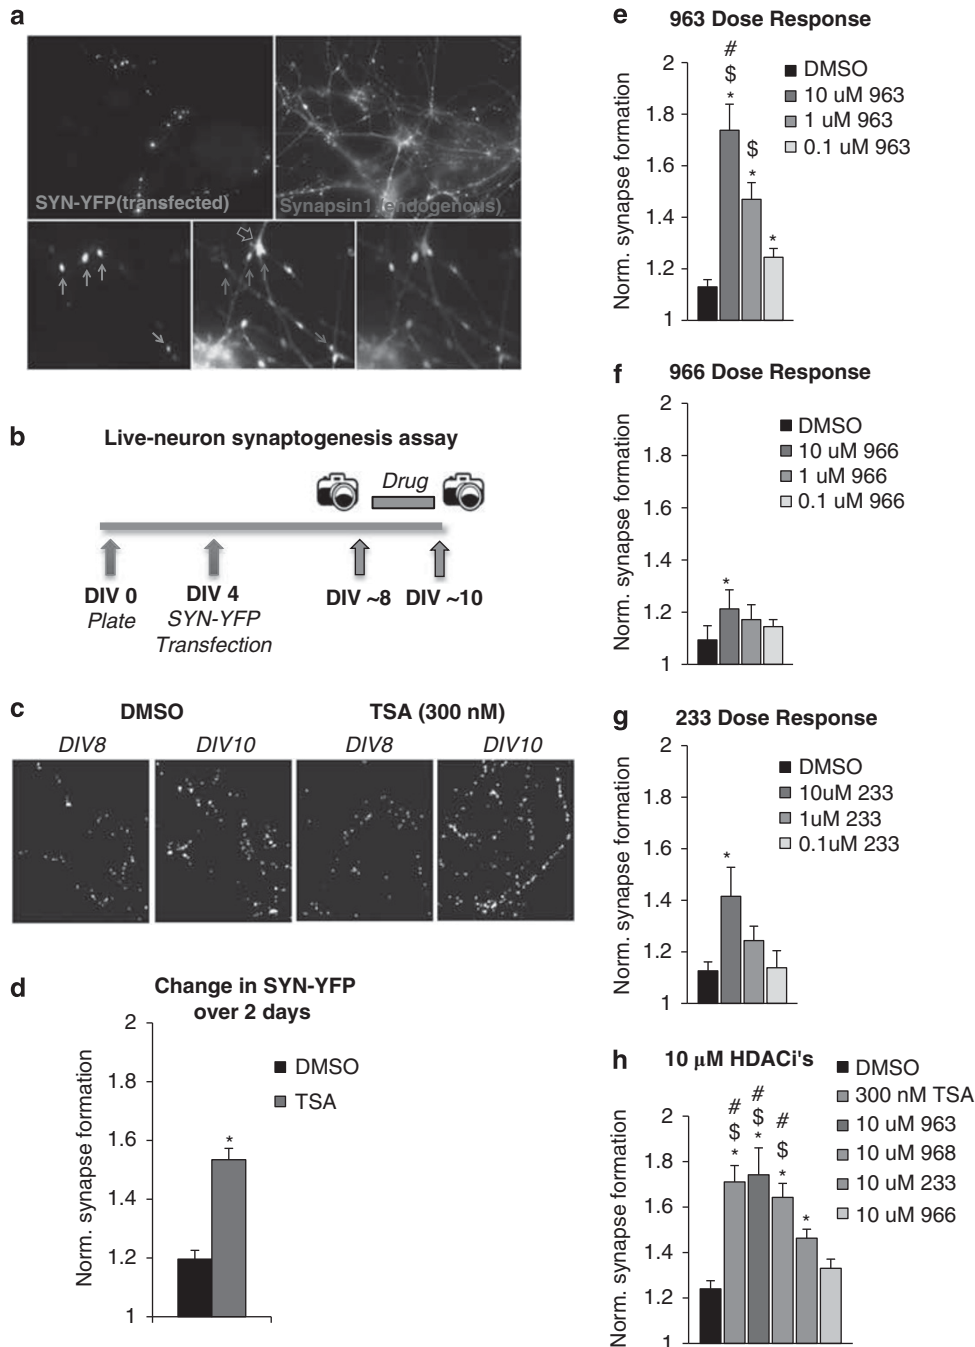 a
SYN-YFP(transfected)
Synapsin1 (endogenous)
b
Live-neuron synaptogenesis assay
Drug
DIV 0
Plate
DIV 4
SYN-YFP
Transfection
DIV ~8
DIV ~10
c
DMSO
TSA (300 nM)
DIV8
DIV10
DIV8
DIV10
d
Change in SYN-YFP
over 2 days
Norm. synapse formation
2
1.8
1.6
1.4
1.2
1
*
DMSO
TSA
e
963 Dose Response
Norm. synapse formation
2
1.8
1.6
1.4
1.2
1
#
$
*
$
*
*
DMSO
10 uM 963
1 uM 963
0.1 uM 963
f
966 Dose Response
Norm. synapse formation
2
1.8
1.6
1.4
1.2
1
*
DMSO
10 uM 966
1 uM 966
0.1 uM 966
g
233 Dose Response
Norm. synapse formation
2
1.8
1.6
1.4
1.2
1
*
DMSO
10uM 233
1uM 233
0.1uM 233
h
10 μM HDACi's
Norm. synapse formation
2
1.8
1.6
1.4
1.2
1
#
$
*
#
$
*
#
$
*
*
DMSO
300 nM TSA
10 uM 963
10 uM 968
10 uM 233
10 uM 966